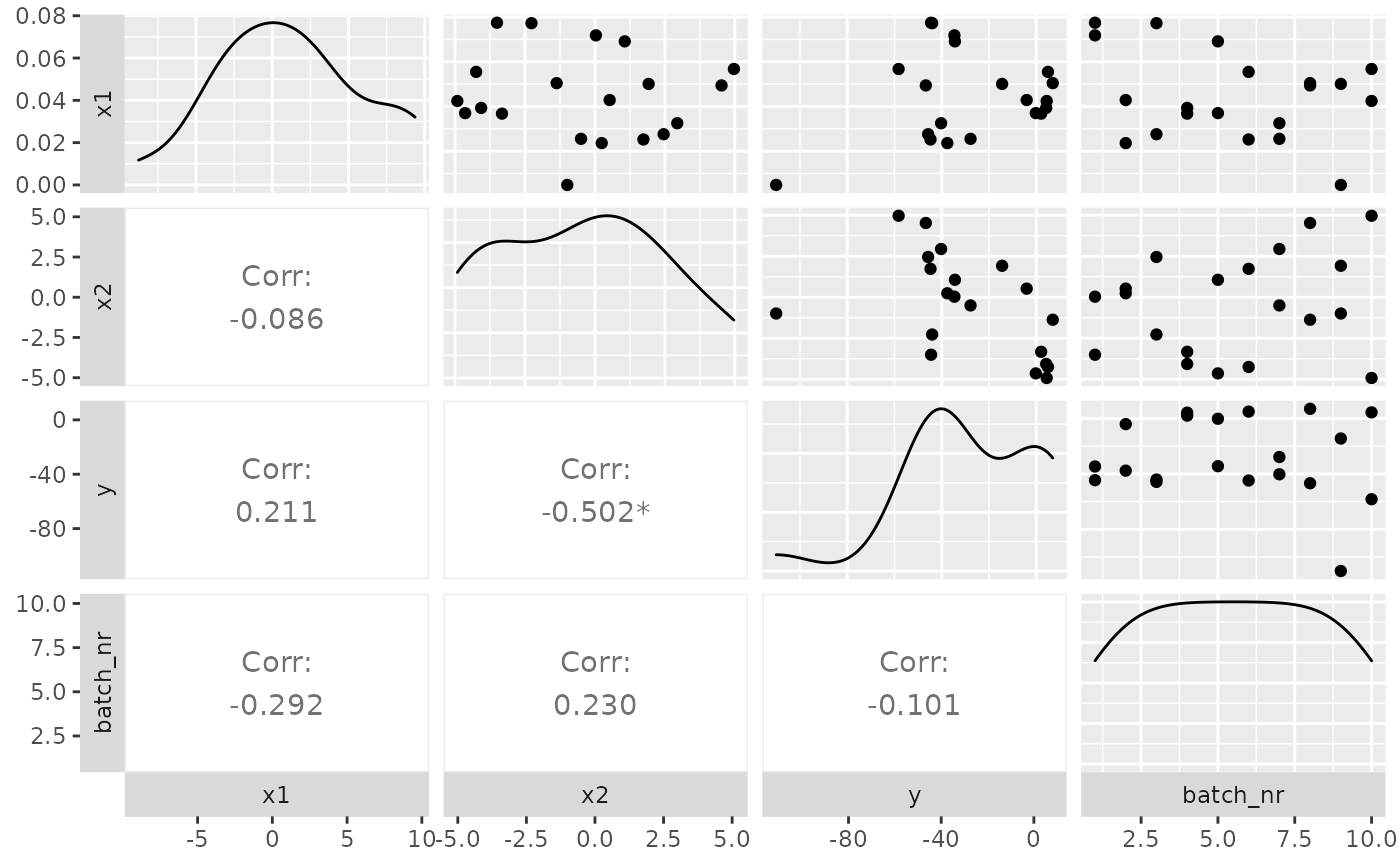 0.08
0.06
0.04
0.02
0.00
x1
5.0
2.5
0.0
-2.5
-5.0
x2
Corr:
-0.086
0
-40
-80
y
Corr:
0.211
Corr:
-0.502*
10.0
7.5
5.0
2.5
batch_nr
Corr:
-0.292
Corr:
0.230
Corr:
-0.101
x1 x2 y batch_nr
-5 0 5 10 -5.0 -2.5 0.0 2.5 5.0 -80 -40 0 2.5 5.0 7.5 10.0